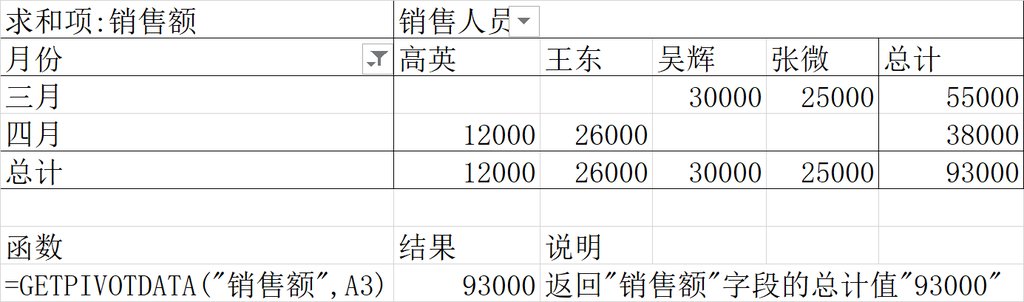 求和项:销售额 销售人员
月份 高英 王东 吴辉 张微 总计
三月 30000 25000 55000
四月 12000 26000 38000
总计 12000 26000 30000 25000 93000
函数 结果 说明
=GETPIVOTDATA("销售额",A3) 93000 返回"销售额"字段的总计值"93000"